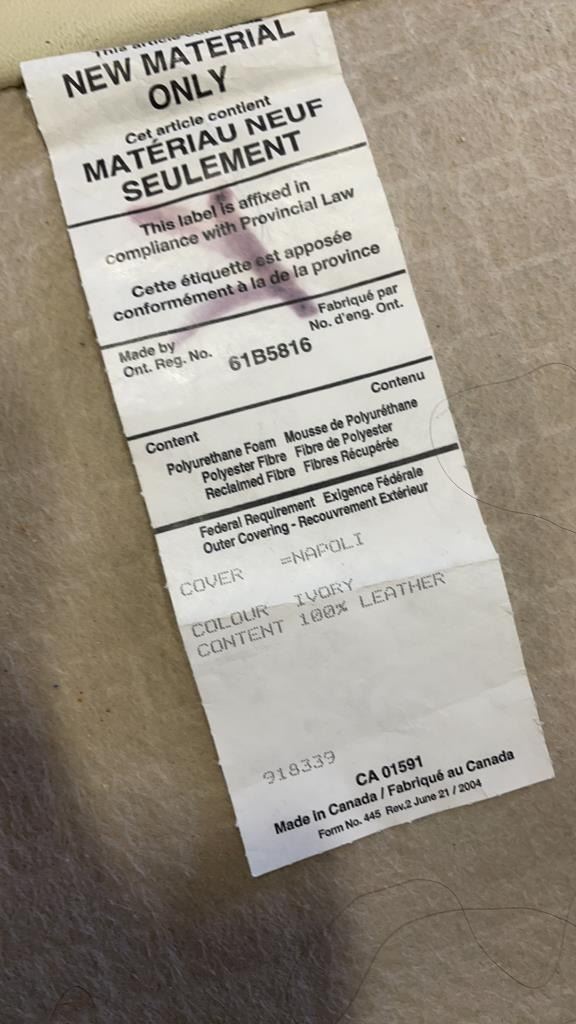 This article
NEW MATERIAL
ONLY
Cet article contient
MATÉRIAU NEUF
SEULEMENT
This label is affixed in
compliance with Provincial Law
Cette étiquette est apposée
conformément à la de la province
Made by
Ont. Reg. No.
61B5816
Fabriqué par
No. d'eng. Ont.
Content
Contenu
Polyurethane Foam Mousse de Polyuréthane
Polyester Fibre Fibre de Polyester
Reclaimed Fibre Fibres Récupérée
Federal Requirement Exigence Fédérale
Outer Covering - Recouvrement Extérieur
COVER =NAPOLI
COLOUR IVORY
CONTENT 100% LEATHER
918339
CA 01591
Made in Canada / Fabriqué au Canada
Form No. 445 Rev.2 June 21 / 2004